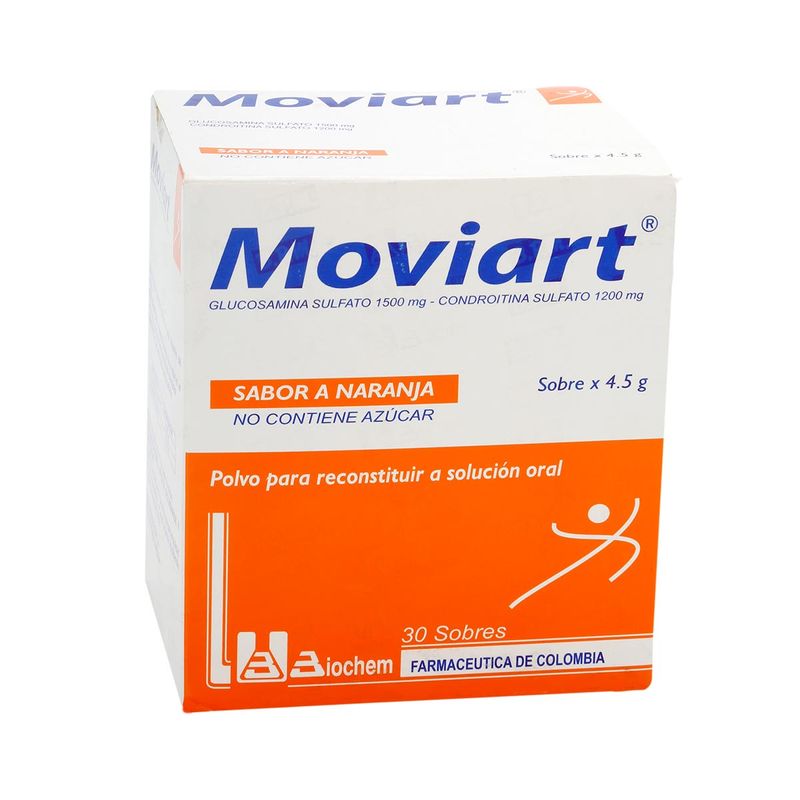 Moviart®
GLUCOSAMINA SULFATO 1500 mg
CONDROITINA SULFATO 1200 mg
SABOR A NARANJA
NO CONTIENE AZÚCAR
Sobre x 4.5 g
Moviart®
GLUCOSAMINA SULFATO 1500 mg - CONDROITINA SULFATO 1200 mg
SABOR A NARANJA
NO CONTIENE AZÚCAR
Sobre x 4.5 g
Polvo para reconstituir a solución oral
30 Sobres
Biochem
FARMACEUTICA DE COLOMBIA